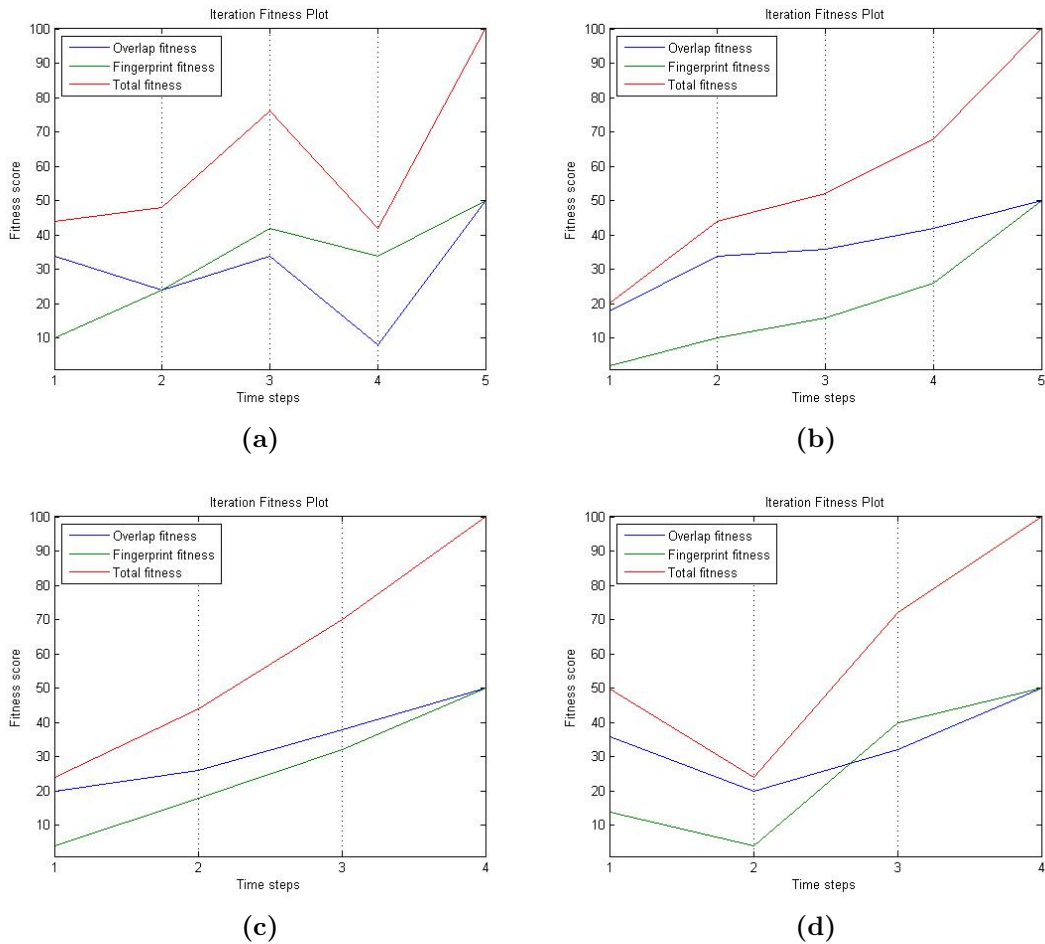 Iteration Fitness Plot
Overlap fitness
Fingerprint fitness
Total fitness
Fitness score
100
90
80
70
60
50
40
30
20
10
1 2 3 4 5
Time steps
(a)
Iteration Fitness Plot
Overlap fitness
Fingerprint fitness
Total fitness
Fitness score
100
90
80
70
60
50
40
30
20
10
1 2 3 4 5
Time steps
(b)
Iteration Fitness Plot
Overlap fitness
Fingerprint fitness
Total fitness
Fitness score
100
90
80
70
60
50
40
30
20
10
1 2 3 4
Time steps
(c)
Iteration Fitness Plot
Overlap fitness
Fingerprint fitness
Total fitness
Fitness score
100
90
80
70
60
50
40
30
20
10
1 2 3 4
Time steps
(d)